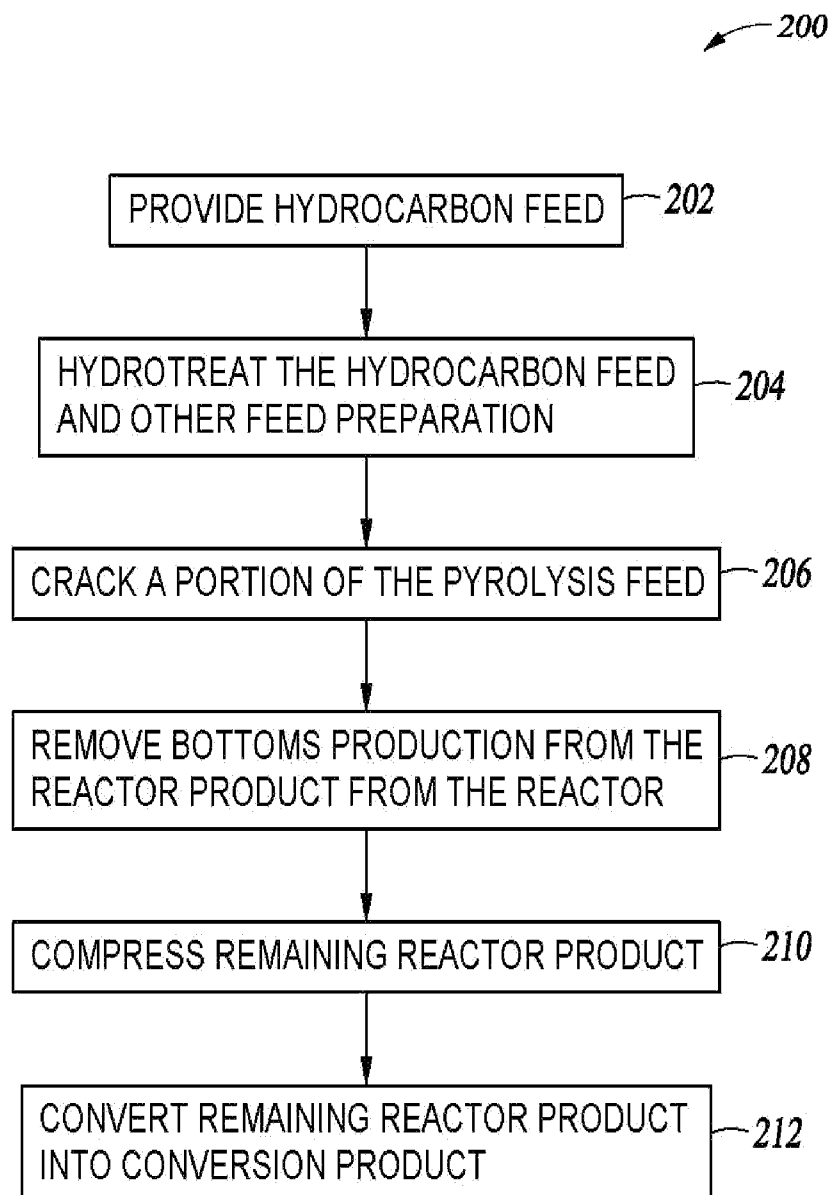 200
PROVIDE HYDROCARBON FEED
202
HYDROTREAT THE HYDROCARBON FEED
AND OTHER FEED PREPARATION
204
CRACK A PORTION OF THE PYROLYSIS FEED
206
REMOVE BOTTOMS PRODUCTION FROM THE
REACTOR PRODUCT FROM THE REACTOR
208
COMPRESS REMAINING REACTOR PRODUCT
210
CONVERT REMAINING REACTOR PRODUCT
INTO CONVERSION PRODUCT
212